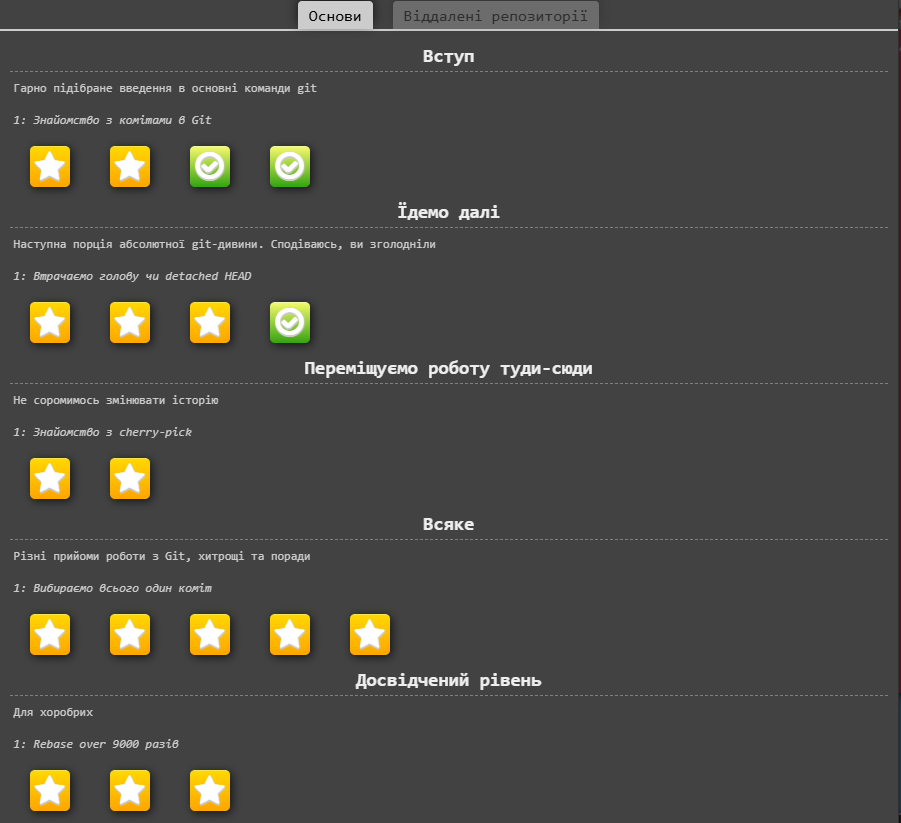 Основи Віддалені репозиторії
Вступ
Гарно підібране введення в основні команди git
1: Знайомство з комітами в Git
Їдемо далі
Наступна порція абсолютної git-дивини. Сподіваюсь, ви зголодніли
1: Втрачаємо голову чи detached HEAD
Переміщуємо роботу туди-сюди
Не соромимось змінювати історію
1: Знайомство з cherry-pick
Всяке
Різні прийоми роботи з Git, хитрощі та поради
1: Вибираємо всього один коміт
Досвідчений рівень
Для хоробрих
1: Rebase over 9000 разів